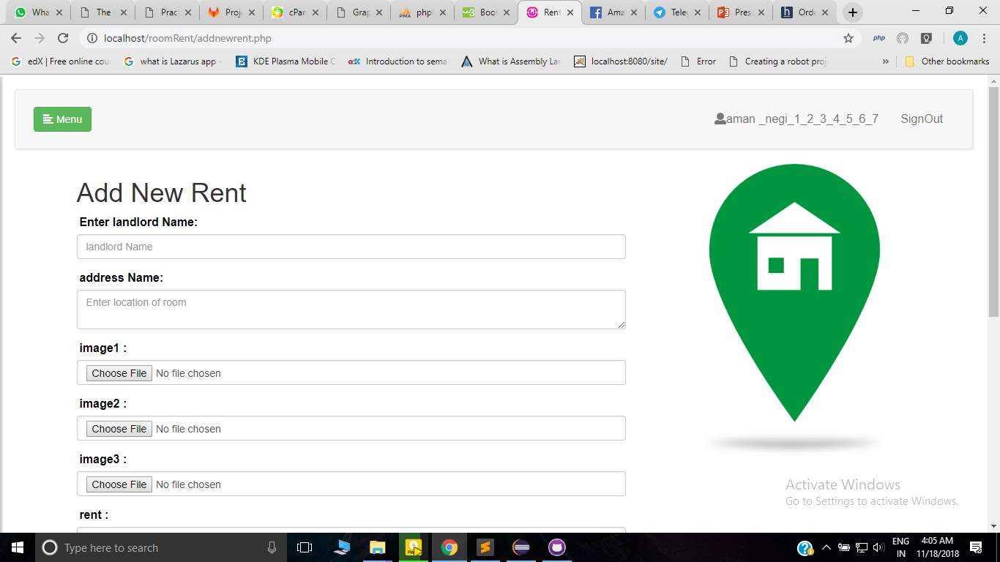 Wha
The
Prac
Proj
cPar
Grap
phpl
Boot
Rent
Ama
Teleg
Pres
Orde
localhost/roomRent/addnewrent.php
php
A
edX | Free online cou
what is Lazarus app -
KDE Plasma Mobile C
edX Introduction to sema
What is Assembly Lan
localhost:8080/site/
Error
Creating a robot proj
»
Other bookmarks
Menu
aman _negi_1_2_3_4_5_6_7
SignOut
Add New Rent
Enter landlord Name:
landlord Name
address Name:
Enter location of room
image1 :
Choose File No file chosen
image2 :
Choose File No file chosen
image3 :
Choose File No file chosen
rent :
Activate Windows
Go to Settings to activate Windows.
Type here to search
ENG
IN
4:05 AM
11/18/2018